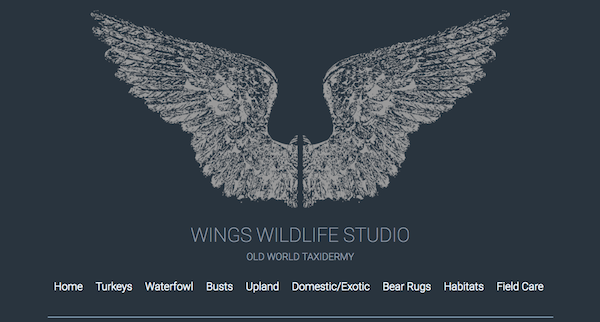 WINGS WILDLIFE STUDIO
OLD WORLD TAXIDERMY
Home Turkeys Waterfowl Busts Upland Domestic/Exotic Bear Rugs Habitats Field Care